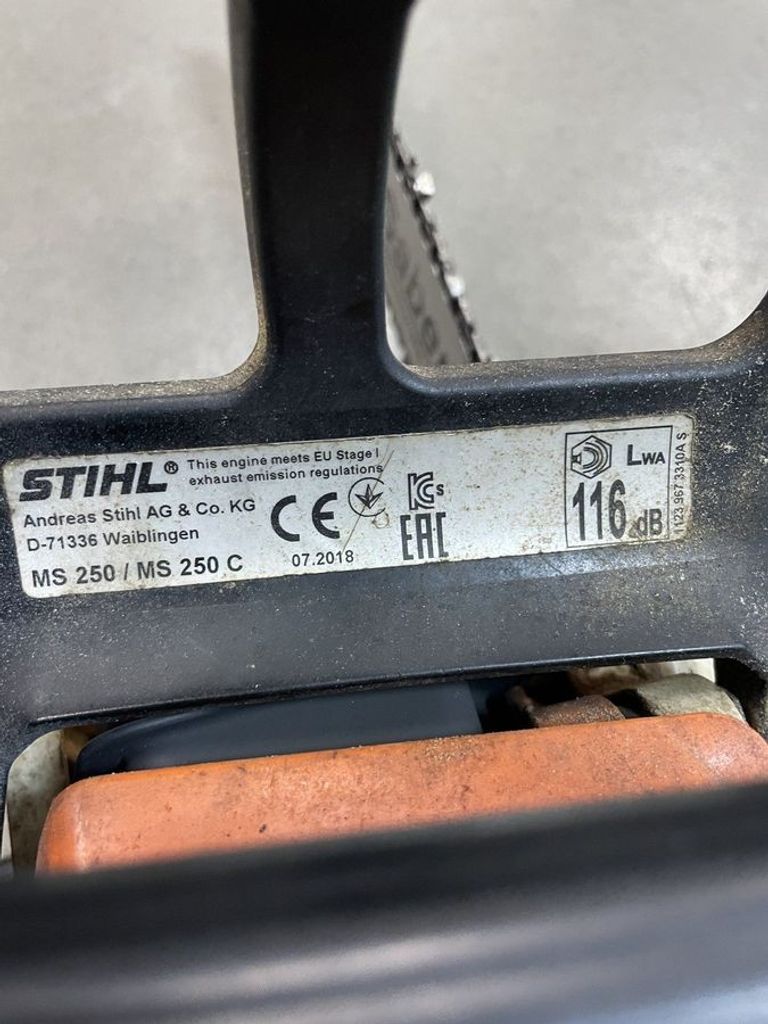 STIHL®
This engine meets EU Stage I
exhaust emission regulations
Andreas Stihl AG & Co. KG
D-71336 Waiblingen
MS 250 / MS 250 C
CE
07.2018
KCs
EAC
LWA
116 dB
1123 967 3310A S